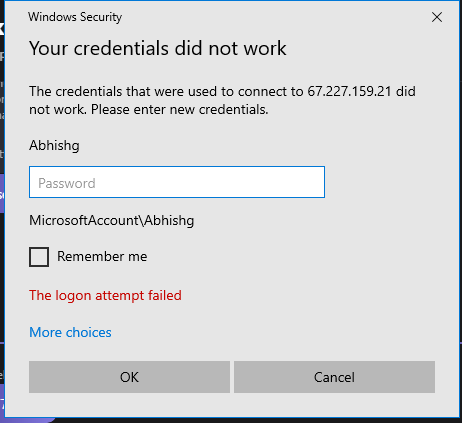 Windows Security
Your credentials did not work
The credentials that were used to connect to 67.227.159.21 did
not work. Please enter new credentials.
Abhishg
Password
MicrosoftAccount\Abhishg
Remember me
The logon attempt failed
More choices
OK
Cancel